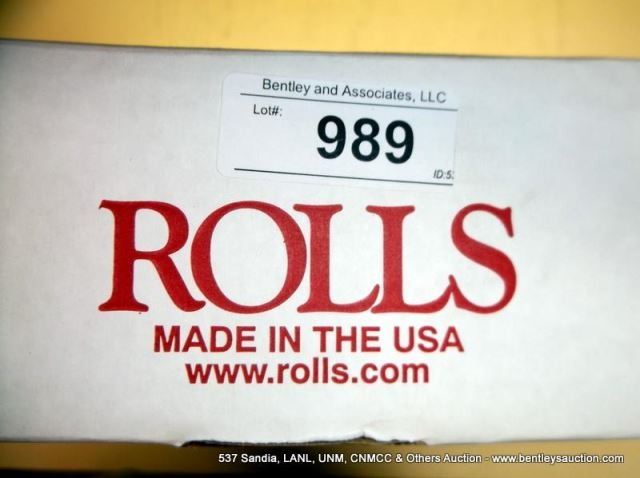 Bentley and Associates, LLC
Lot#:
989
ROLLS
MADE IN THE USA
www.rolls.com
537 Sandia, LANL, UNM, CNMCC & Others Auction - www.bentleysauction.com